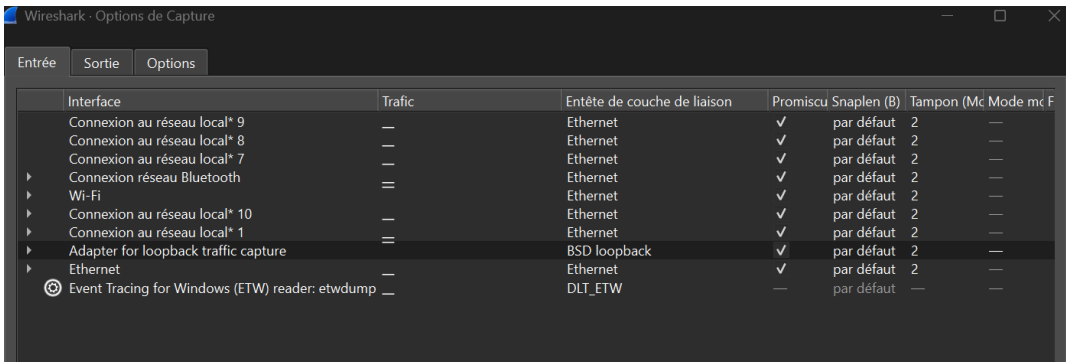 Wireshark · Options de Capture
Entrée Sortie Options
Interface Trafic Entête de couche de liaison Promiscu Snaplen (B) Tampon (Mo Mode mo F
Connexion au réseau local* 9 Ethernet ✓ par défaut 2 —
Connexion au réseau local* 8 Ethernet ✓ par défaut 2 —
Connexion au réseau local* 7 Ethernet ✓ par défaut 2 —
Connexion réseau Bluetooth Ethernet ✓ par défaut 2 —
Wi-Fi Ethernet ✓ par défaut 2 —
Connexion au réseau local* 10 Ethernet ✓ par défaut 2 —
Connexion au réseau local* 1 Ethernet ✓ par défaut 2 —
Adapter for loopback traffic capture BSD loopback ✓ par défaut 2 —
Ethernet Ethernet ✓ par défaut 2 —
Event Tracing for Windows (ETW) reader: etwdump DLT_ETW — par défaut — —